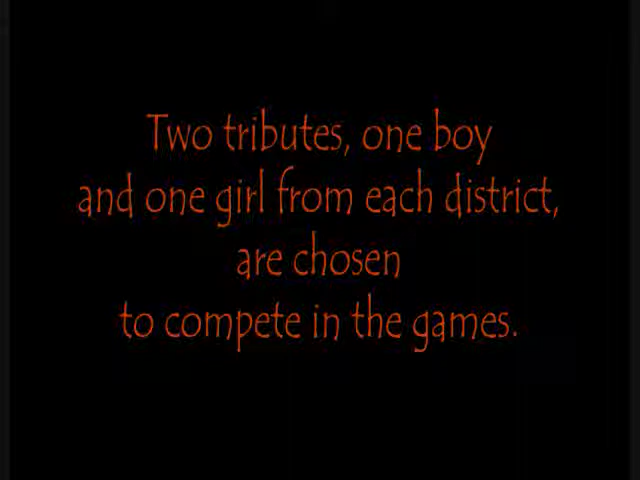 Two tributes, one boy
and one girl from each district,
are chosen
to compete in the games.